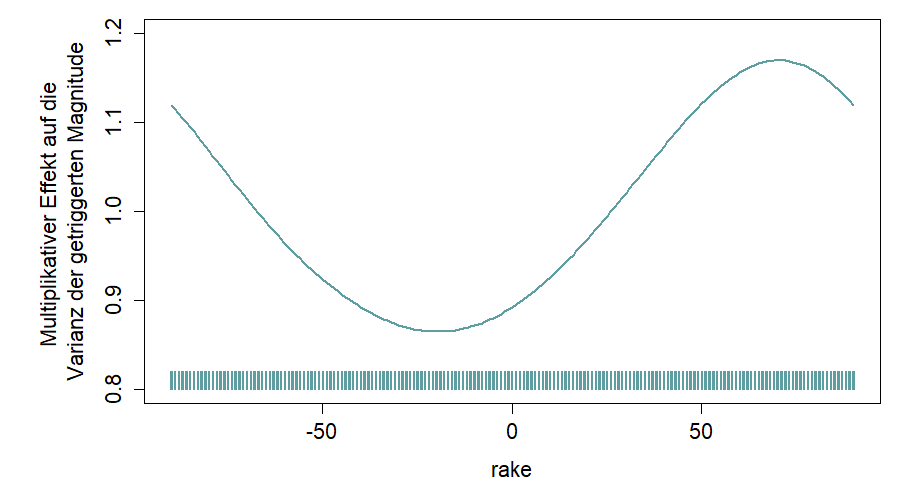 Multiplikativer Effekt auf die
Varianz der getriggerten Magnitude
1.2
1.1
1.0
0.9
0.8
-50
0
50
rake